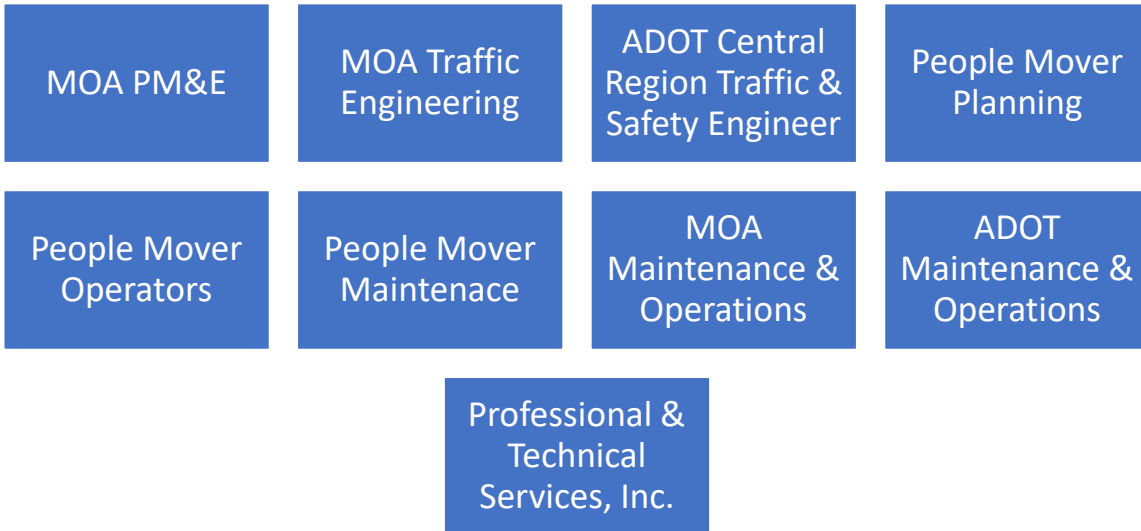 MOA PM&E
MOA Traffic
Engineering
ADOT Central
Region Traffic &
Safety Engineer
People Mover
Planning
People Mover
Operators
People Mover
Maintenace
MOA
Maintenance &
Operations
ADOT
Maintenance &
Operations
Professional &
Technical
Services, Inc.